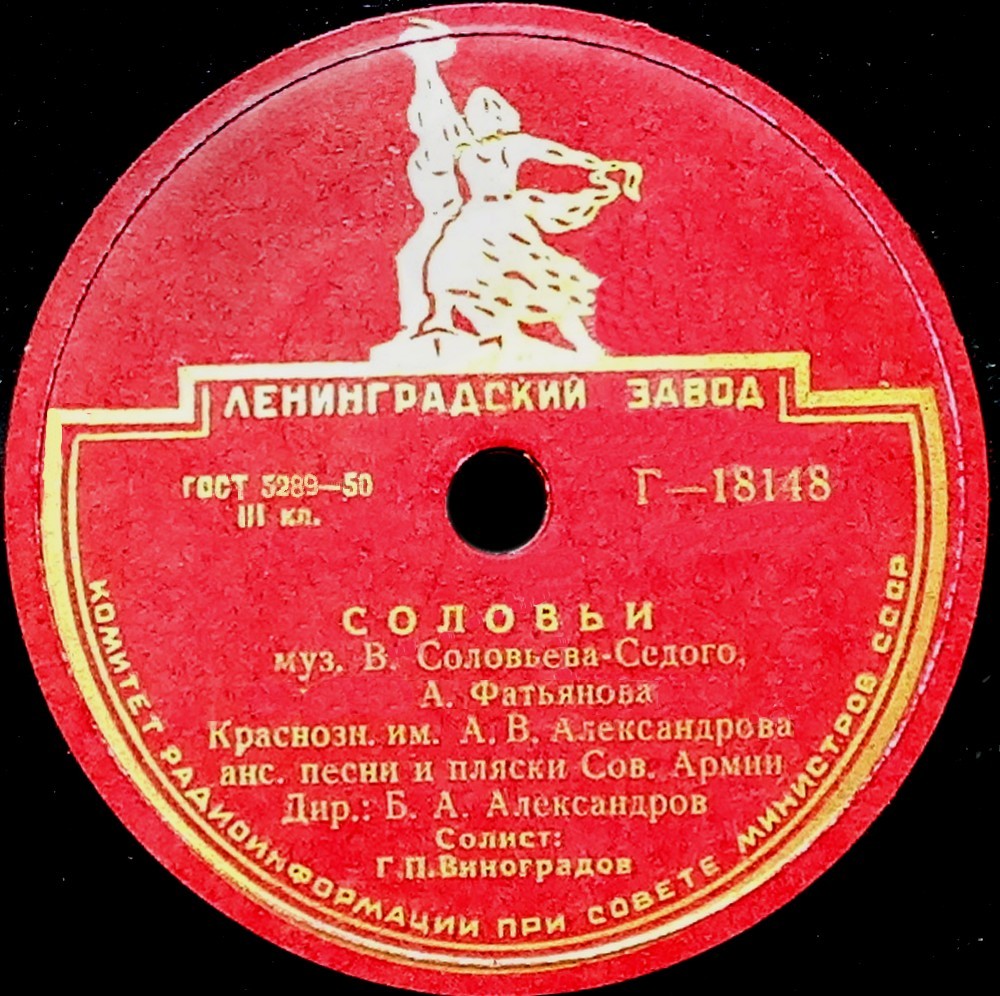 ЛЕНИНГРАДСКИЙ ЗАВОД
ГОСТ 5289—50
III кл.
Г—18148
СОЛОВЬИ
муз. В. Соловьева-Седого,
А. Фатьянова
Краснозн. им. А. В. Александрова
анс. песни и пляски Сов. Армии
Дир.: Б. А. Александров
Солист:
Г.П.Виноградов
КОМИТЕТ РАДИОИНФОРМАЦИИ ПРИ СОВЕТЕ МИНИСТРОВ СССР